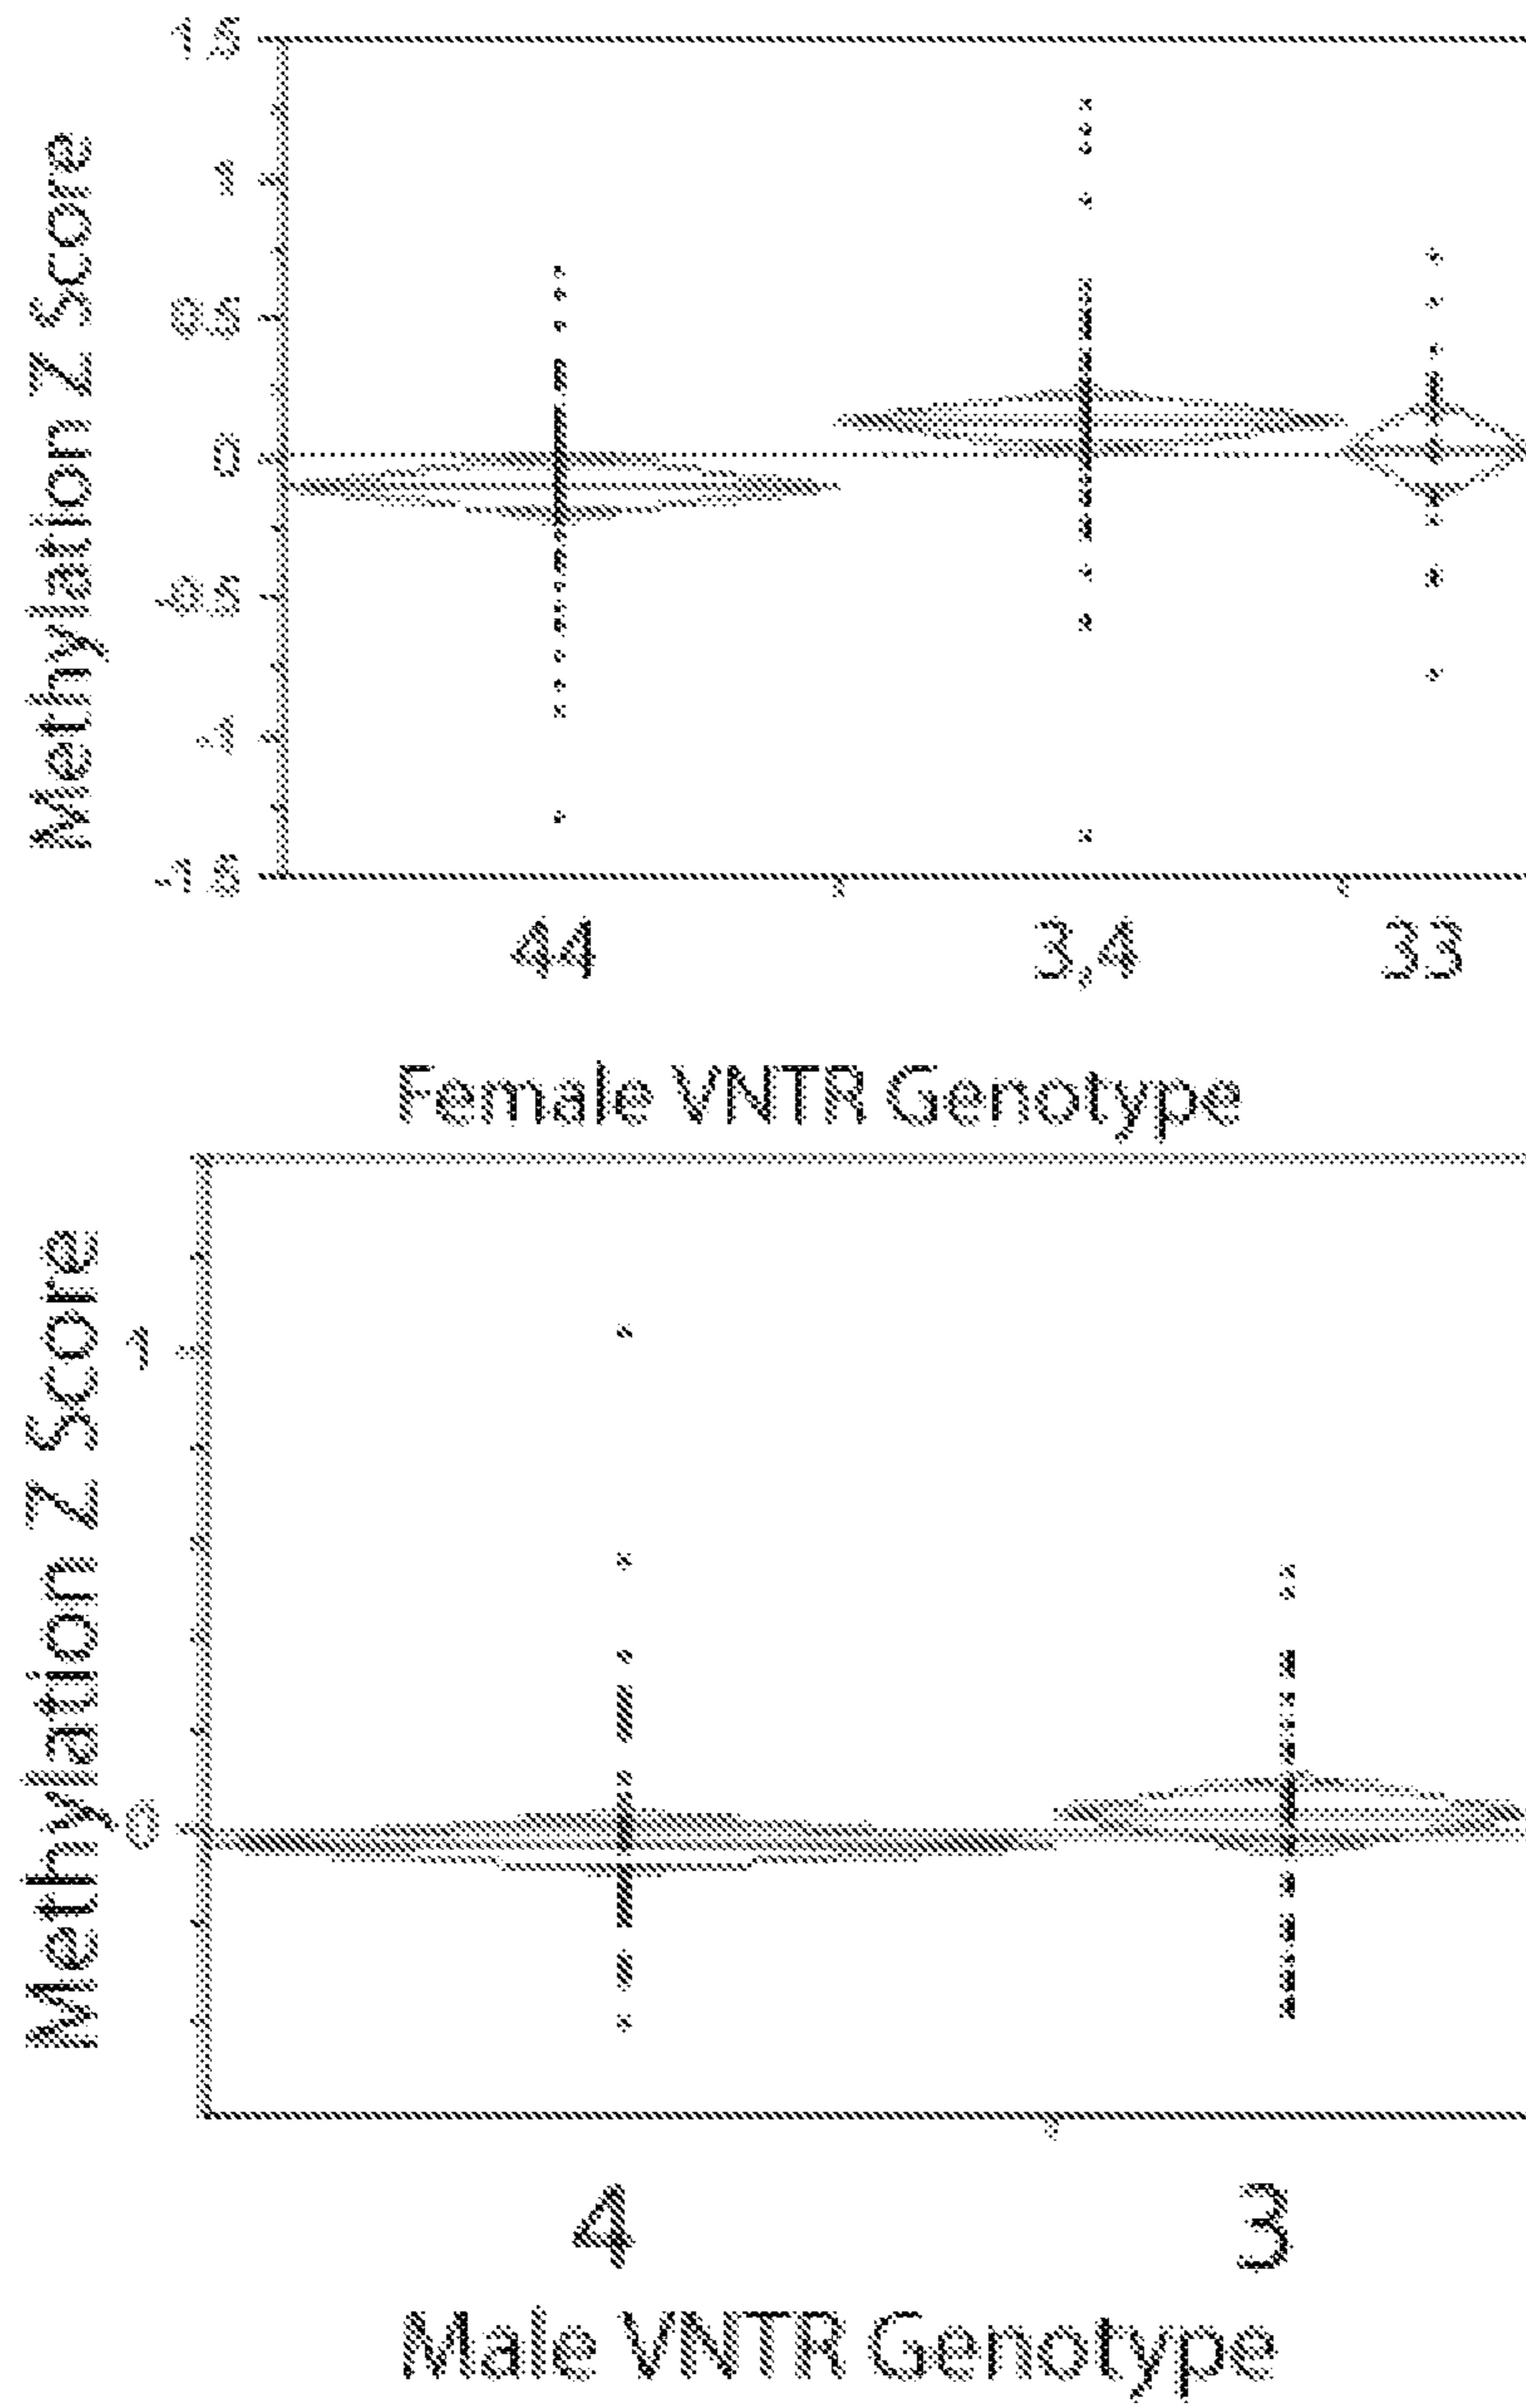 Methylation Z Score
1.5
1
0.5
0
-0.5
-1
-1.5
44 3,4 33
Female VNTR Genotype
Methylation Z Score
1
0
4 3
Male VNTR Genotype